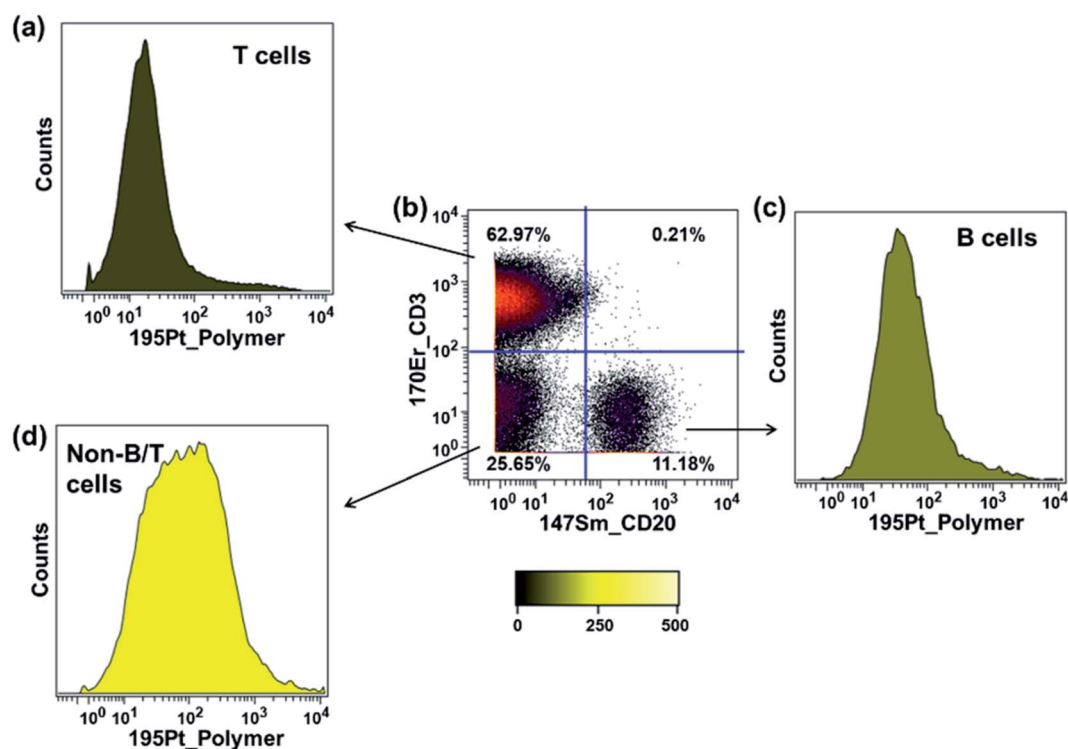 (a)
T cells
Counts
10⁰ 10¹ 10² 10³ 10⁴
195Pt_Polymer
(b)
62.97% 0.21%
10⁴
10³
10²
10¹
10⁰
170Er_CD3
25.65% 11.18%
10⁰ 10¹ 10² 10³ 10⁴
147Sm_CD20
(c)
B cells
Counts
10¹ 10² 10³ 10⁴
195Pt_Polymer
(d)
Non-B/T
cells
Counts
10⁰ 10¹ 10² 10³ 10⁴
195Pt_Polymer
0 250 500